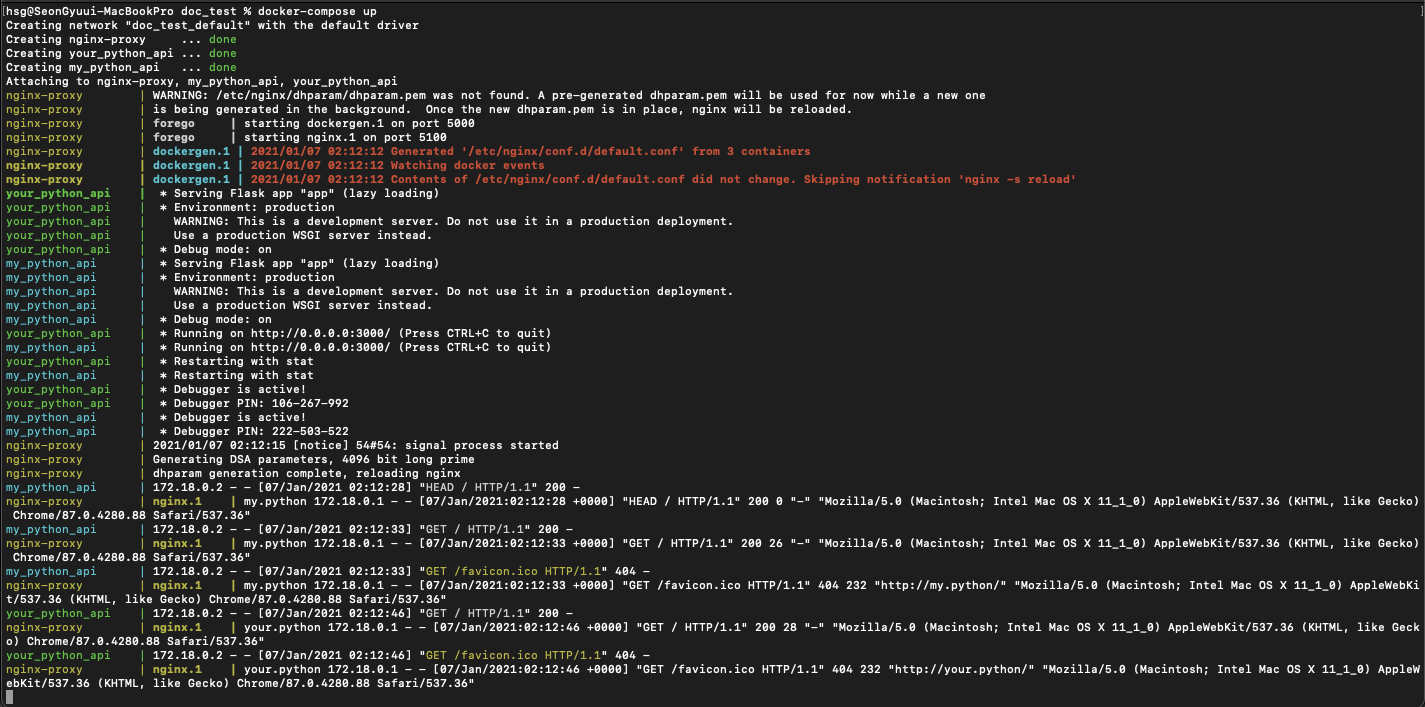 [hsg@SeonGyuui-MacBookPro doc_test % docker-compose up ]
Creating network "doc_test_default" with the default driver
Creating nginx-proxy     ... done
Creating your_python_api ... done
Creating my_python_api   ... done
Attaching to nginx-proxy, my_python_api, your_python_api
nginx-proxy        | WARNING: /etc/nginx/dhparam/dhparam.pem was not found. A pre-generated dhparam.pem will be used for now while a new one
nginx-proxy        | is being generated in the background.  Once the new dhparam.pem is in place, nginx will be reloaded.
nginx-proxy        | forego     | starting dockergen.1 on port 5000
nginx-proxy        | forego     | starting nginx.1 on port 5100
nginx-proxy        | dockergen.1 | 2021/01/07 02:12:12 Generated '/etc/nginx/conf.d/default.conf' from 3 containers
nginx-proxy        | dockergen.1 | 2021/01/07 02:12:12 Watching docker events
nginx-proxy        | dockergen.1 | 2021/01/07 02:12:12 Contents of /etc/nginx/conf.d/default.conf did not change. Skipping notification 'nginx -s reload'
your_python_api    |  * Serving Flask app "app" (lazy loading)
your_python_api    |  * Environment: production
your_python_api    |    WARNING: This is a development server. Do not use it in a production deployment.
your_python_api    |    Use a production WSGI server instead.
your_python_api    |  * Debug mode: on
my_python_api      |  * Serving Flask app "app" (lazy loading)
my_python_api      |  * Environment: production
my_python_api      |    WARNING: This is a development server. Do not use it in a production deployment.
my_python_api      |    Use a production WSGI server instead.
my_python_api      |  * Debug mode: on
your_python_api    |  * Running on http://0.0.0.0:3000/ (Press CTRL+C to quit)
my_python_api      |  * Running on http://0.0.0.0:3000/ (Press CTRL+C to quit)
your_python_api    |  * Restarting with stat
my_python_api      |  * Restarting with stat
your_python_api    |  * Debugger is active!
your_python_api    |  * Debugger PIN: 106-267-992
my_python_api      |  * Debugger is active!
my_python_api      |  * Debugger PIN: 222-503-522
nginx-proxy        | 2021/01/07 02:12:15 [notice] 54#54: signal process started
nginx-proxy        | Generating DSA parameters, 4096 bit long prime
nginx-proxy        | dhparam generation complete, reloading nginx
my_python_api      | 172.18.0.2 - - [07/Jan/2021 02:12:28] "HEAD / HTTP/1.1" 200 -
nginx-proxy        | nginx.1    | my.python 172.18.0.1 - - [07/Jan/2021:02:12:28 +0000] "HEAD / HTTP/1.1" 200 0 "-" "Mozilla/5.0 (Macintosh; Intel Mac OS X 11_1_0) AppleWebKit/537.36 (KHTML, like Gecko)
 Chrome/87.0.4280.88 Safari/537.36"
my_python_api      | 172.18.0.2 - - [07/Jan/2021 02:12:33] "GET / HTTP/1.1" 200 -
nginx-proxy        | nginx.1    | my.python 172.18.0.1 - - [07/Jan/2021:02:12:33 +0000] "GET / HTTP/1.1" 200 26 "-" "Mozilla/5.0 (Macintosh; Intel Mac OS X 11_1_0) AppleWebKit/537.36 (KHTML, like Gecko)
 Chrome/87.0.4280.88 Safari/537.36"
my_python_api      | 172.18.0.2 - - [07/Jan/2021 02:12:33] "GET /favicon.ico HTTP/1.1" 404 -
nginx-proxy        | nginx.1    | my.python 172.18.0.1 - - [07/Jan/2021:02:12:33 +0000] "GET /favicon.ico HTTP/1.1" 404 232 "http://my.python/" "Mozilla/5.0 (Macintosh; Intel Mac OS X 11_1_0) AppleWebKi
t/537.36 (KHTML, like Gecko) Chrome/87.0.4280.88 Safari/537.36"
your_python_api    | 172.18.0.2 - - [07/Jan/2021 02:12:46] "GET / HTTP/1.1" 200 -
nginx-proxy        | nginx.1    | your.python 172.18.0.1 - - [07/Jan/2021:02:12:46 +0000] "GET / HTTP/1.1" 200 28 "-" "Mozilla/5.0 (Macintosh; Intel Mac OS X 11_1_0) AppleWebKit/537.36 (KHTML, like Geck
o) Chrome/87.0.4280.88 Safari/537.36"
your_python_api    | 172.18.0.2 - - [07/Jan/2021 02:12:46] "GET /favicon.ico HTTP/1.1" 404 -
nginx-proxy        | nginx.1    | your.python 172.18.0.1 - - [07/Jan/2021:02:12:46 +0000] "GET /favicon.ico HTTP/1.1" 404 232 "http://your.python/" "Mozilla/5.0 (Macintosh; Intel Mac OS X 11_1_0) AppleW
ebKit/537.36 (KHTML, like Gecko) Chrome/87.0.4280.88 Safari/537.36"